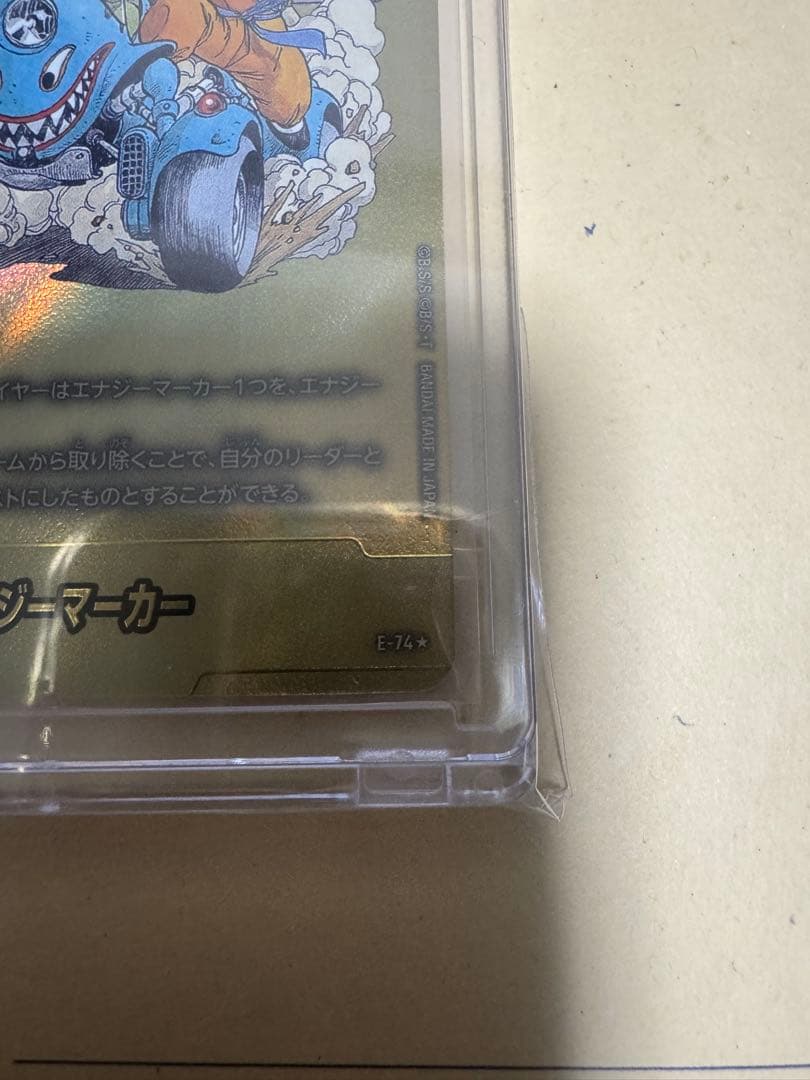 イヤーはエナジーマーカー1つを、エナジー
ームから取り除くことで、自分のリーダーと
ストにしたものとすることができる。
ジーマーカー
E-74★
©B.S/S ©B/S・T BANDAI MADE IN JAPAN